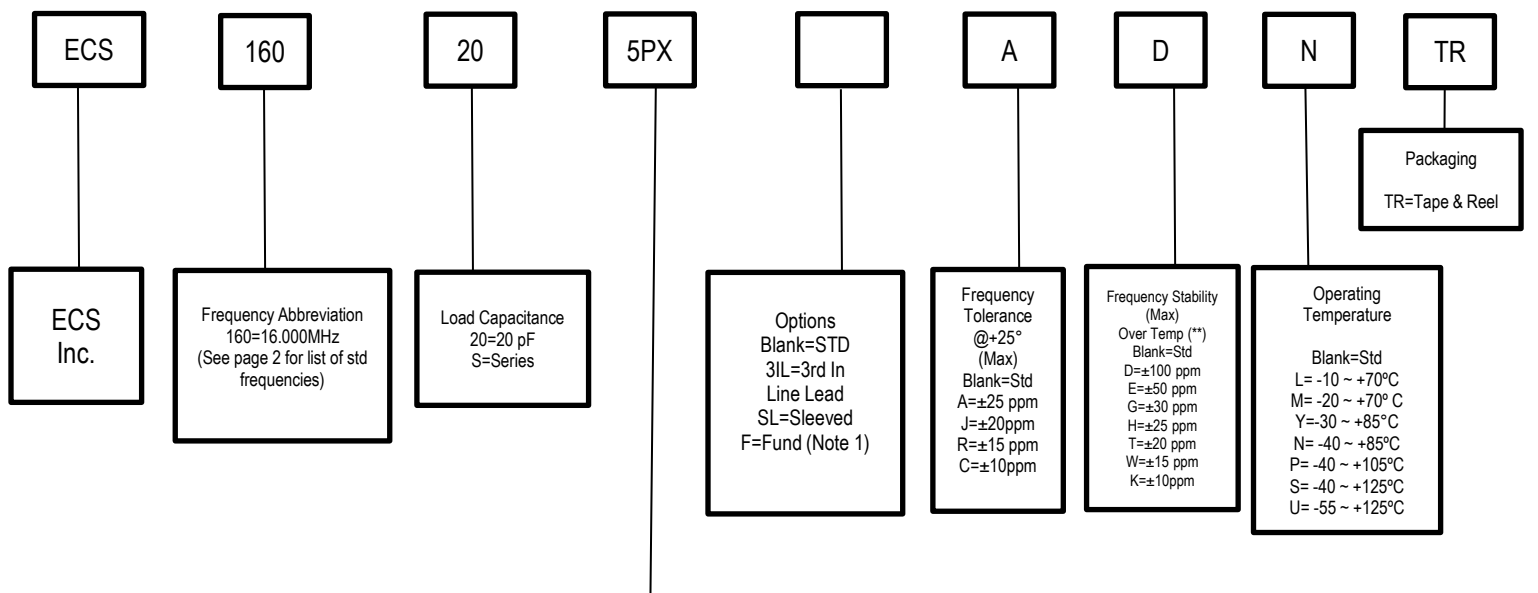 ECS
160
20
5PX
A
D
N
TR
Packaging
TR=Tape & Reel
ECS
Inc.
Frequency Abbreviation
160=16.000MHz
(See page 2 for list of std
frequencies)
Load Capacitance
20=20 pF
S=Series
Options
Blank=STD
3IL=3rd In
Line Lead
SL=Sleeved
F=Fund (Note 1)
Frequency
Tolerance
@+25°
(Max)
Blank=Std
A=±25 ppm
J=±20ppm
R=±15 ppm
C=±10ppm
Frequency Stability
(Max)
Over Temp (**)
Blank=Std
D=±100 ppm
E=±50 ppm
G=±30 ppm
H=±25 ppm
T=±20 ppm
W=±15 ppm
K=±10ppm
Operating
Temperature
Blank=Std
L= -10 ~ +70ºC
M= -20 ~ +70º C
Y=-30 ~ +85°C
N= -40 ~ +85ºC
P= -40 ~ +105ºC
S= -40 ~ +125ºC
U= -55 ~ +125ºC